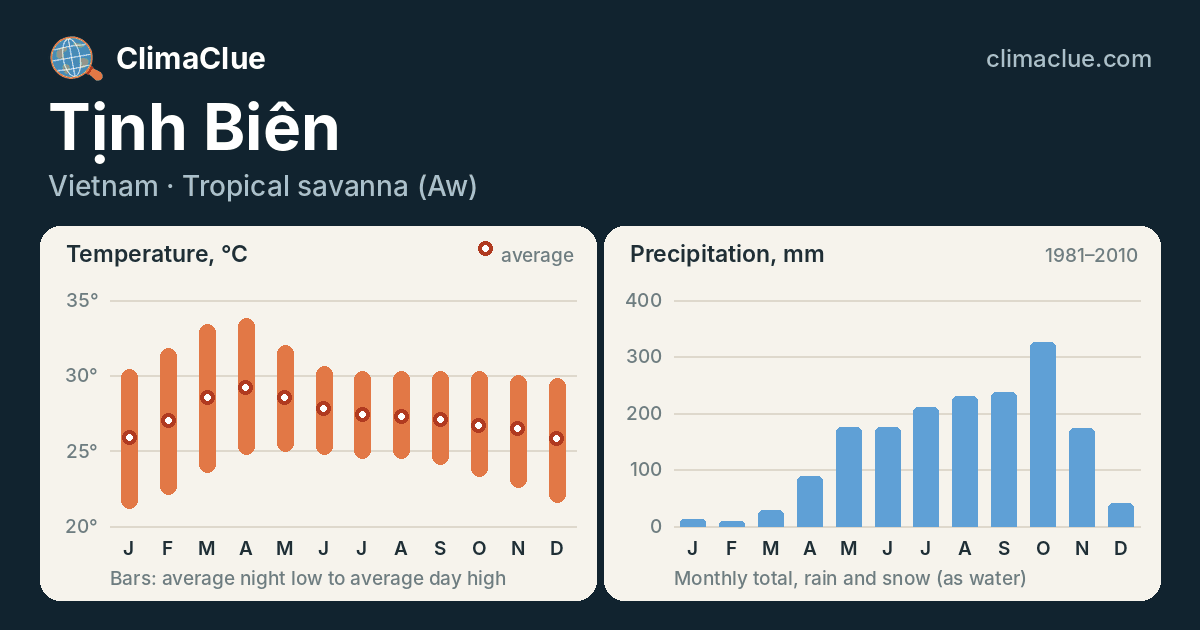 ClimaClue
climaclue.com
Tịnh Biên
Vietnam · Tropical savanna (Aw)
Temperature, °C
average
35°
30°
25°
20°
J F M A M J J A S O N D
Bars: average night low to average day high
Precipitation, mm
1981–2010
400
300
200
100
0
J F M A M J J A S O N D
Monthly total, rain and snow (as water)